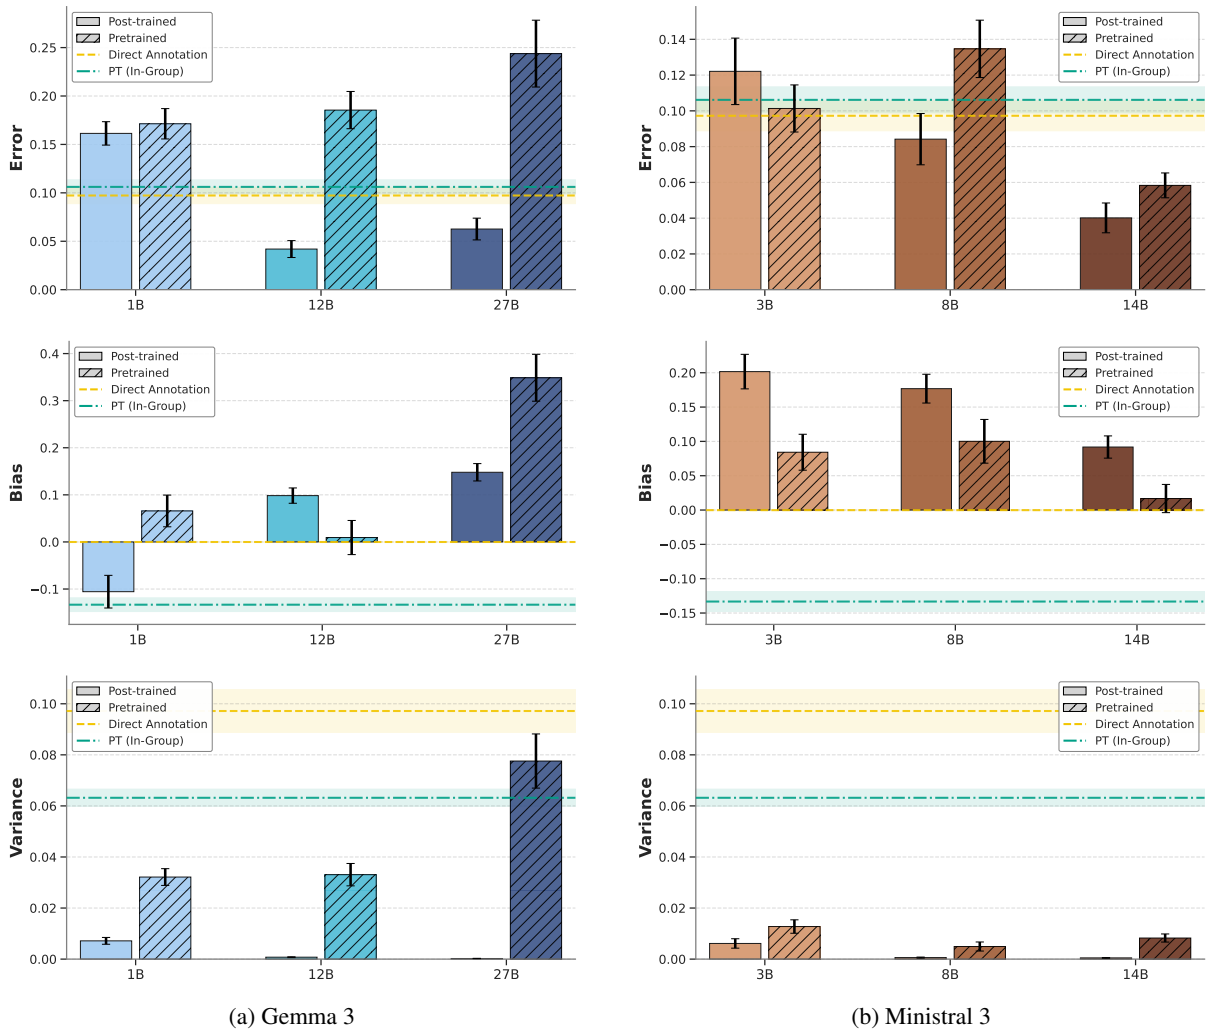 Error
0.25
0.20
0.15
0.10
0.05
0.00
1B 12B 27B
Post-trained
Pretrained
Direct Annotation
PT (In-Group)
Error
0.14
0.12
0.10
0.08
0.06
0.04
0.02
0.00
3B 8B 14B
Post-trained
Pretrained
Direct Annotation
PT (In-Group)
Bias
0.4
0.3
0.2
0.1
0.0
−0.1
1B 12B 27B
Post-trained
Pretrained
Direct Annotation
PT (In-Group)
Bias
0.20
0.15
0.10
0.05
0.00
−0.05
−0.10
−0.15
3B 8B 14B
Post-trained
Pretrained
Direct Annotation
PT (In-Group)
Variance
0.10
0.08
0.06
0.04
0.02
0.00
1B 12B 27B
Post-trained
Pretrained
Direct Annotation
PT (In-Group)
Variance
0.10
0.08
0.06
0.04
0.02
0.00
3B 8B 14B
Post-trained
Pretrained
Direct Annotation
PT (In-Group)
(a) Gemma 3
(b) Ministral 3